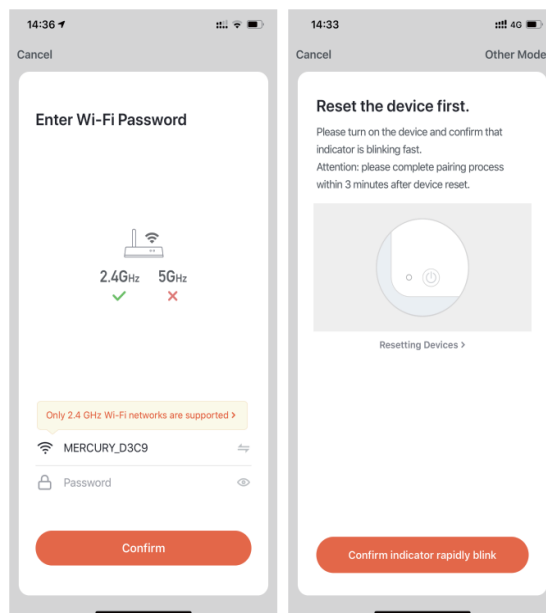 14:36
Cancel
Enter Wi-Fi Password
2.4GHz 5GHz
Only 2.4 GHz Wi-Fi networks are supported >
MERCURY_D3C9
Password
Confirm
14:33
4G
Cancel
Other Mode
Reset the device first.
Please turn on the device and confirm that
indicator is blinking fast.
Attention: please complete pairing process
within 3 minutes after device reset.
Resetting Devices >
Confirm indicator rapidly blink